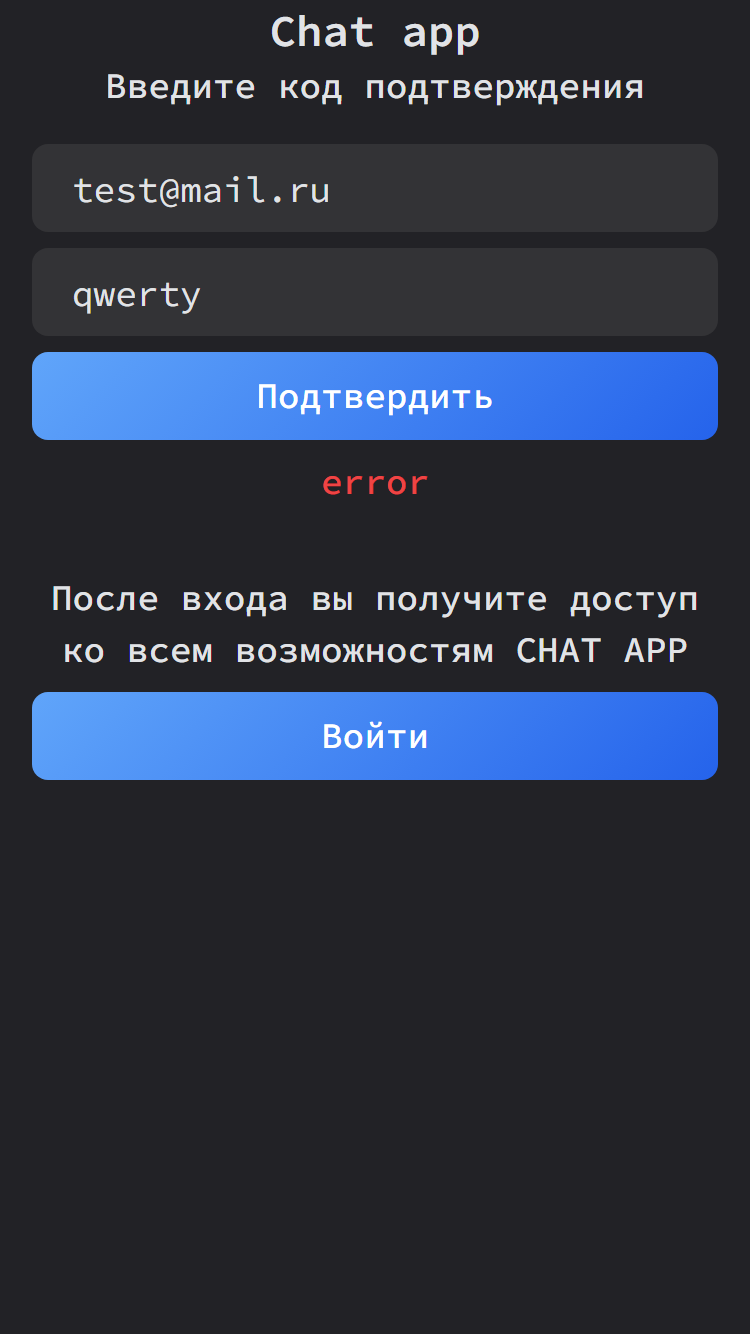 Chat app
Введите код подтверждения
test@mail.ru
qwerty
Подтвердить
error
После входа вы получите доступ
ко всем возможностям CHAT APP
Войти